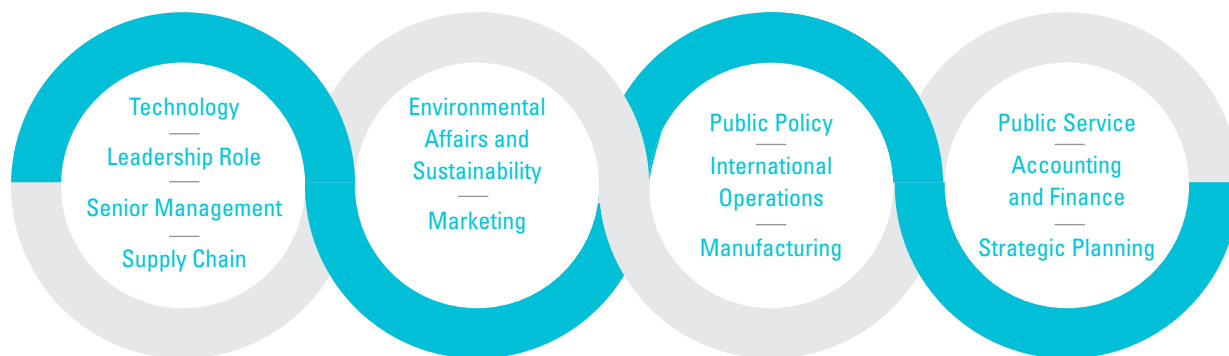 Technology
Leadership Role
Senior Management
Supply Chain
Environmental
Affairs and
Sustainability
Marketing
Public Policy
International
Operations
Manufacturing
Public Service
Accounting
and Finance
Strategic Planning